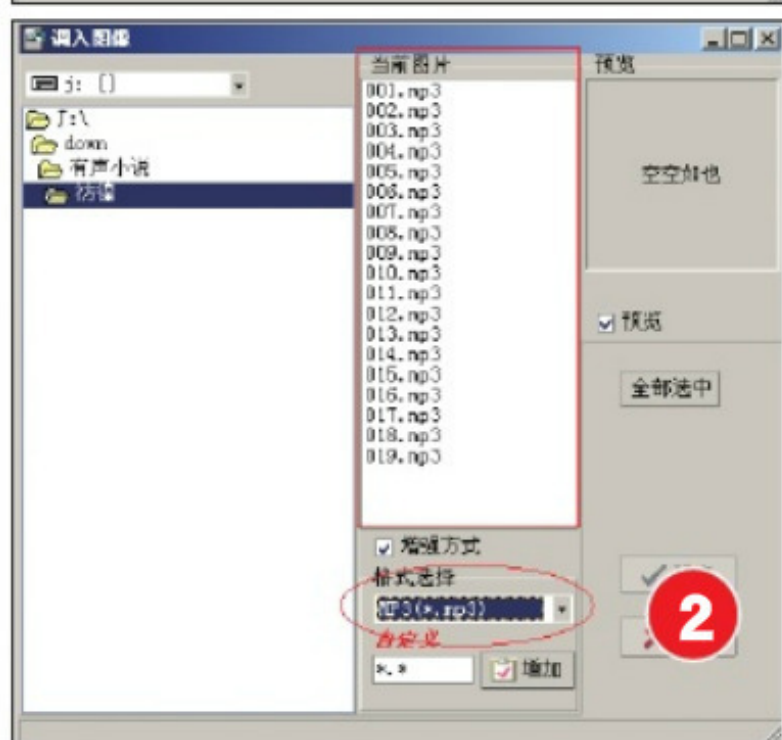 调入图像
j: []
J:\
down
有声小说
当前图片
001.mp3
002.mp3
003.mp3
004.mp3
005.mp3
006.mp3
007.mp3
008.mp3
009.mp3
010.mp3
011.mp3
012.mp3
013.mp3
014.mp3
015.mp3
016.mp3
017.mp3
018.mp3
019.mp3
增强方式
格式选择
MP3(*.mp3)
自定义
*.*
增加
预览
空空如也
预览
全部选中
2